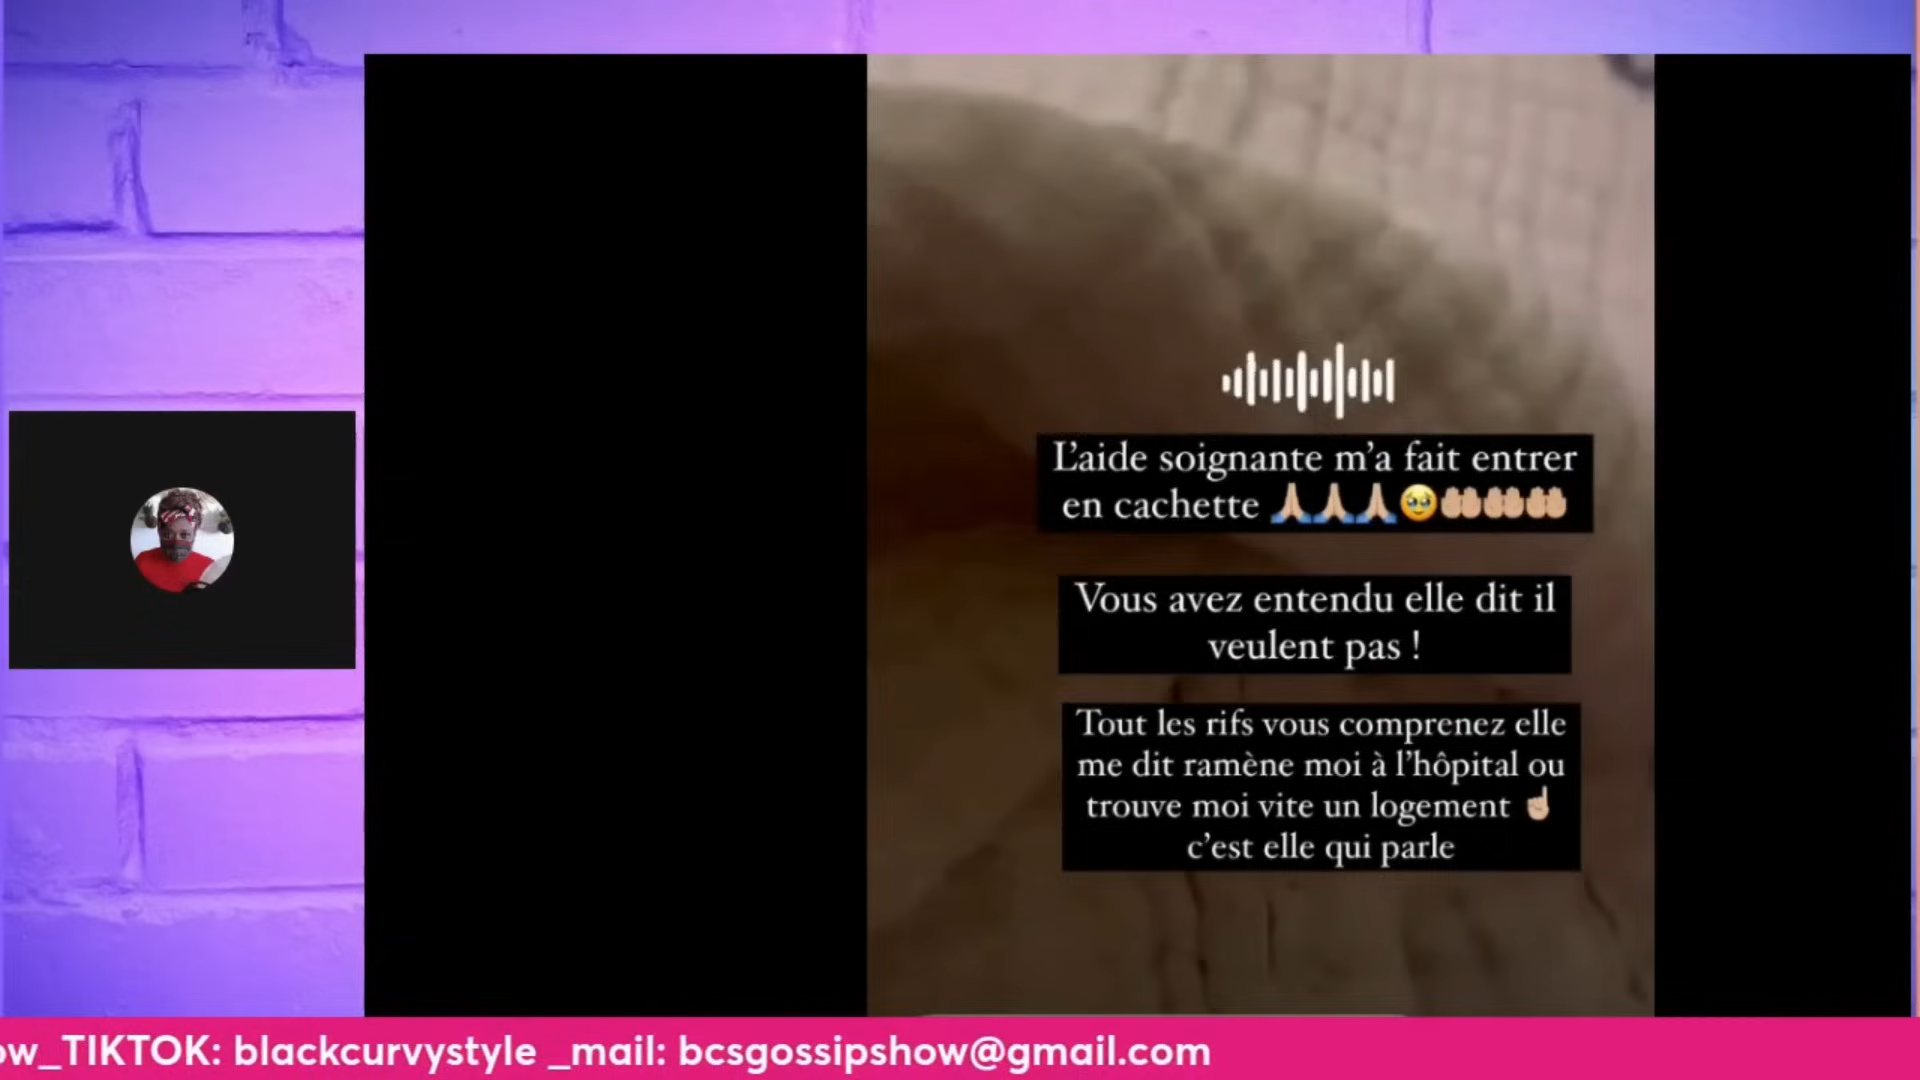 L'aide soignante m'a fait entrer
en cachette 🙏🏼🙏🏼🙏🏼🥹🤲🏼🤲🏼🤲🏼
Vous avez entendu elle dit il
veulent pas !
Tout les rifs vous comprenez elle
me dit ramène moi à l'hôpital ou
trouve moi vite un logement ☝🏼
c'est elle qui parle
ow_TIKTOK: blackcurvystyle _mail: bcsgossipshow@gmail.com